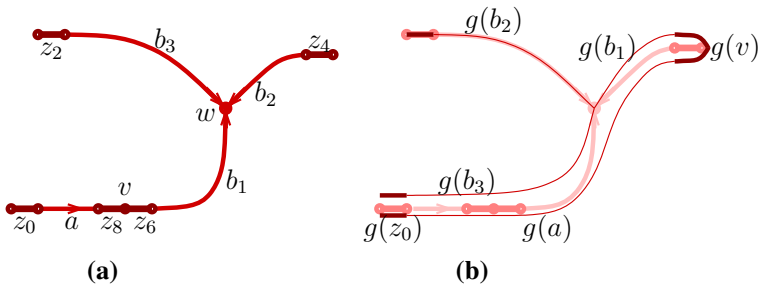 z₂ b₃ z₄ g(b₂) g(b₁) g(v)
w b₂
v b₁ g(b₃)
z₀ a z₈ z₆ g(z₀) g(a)
(a) (b)